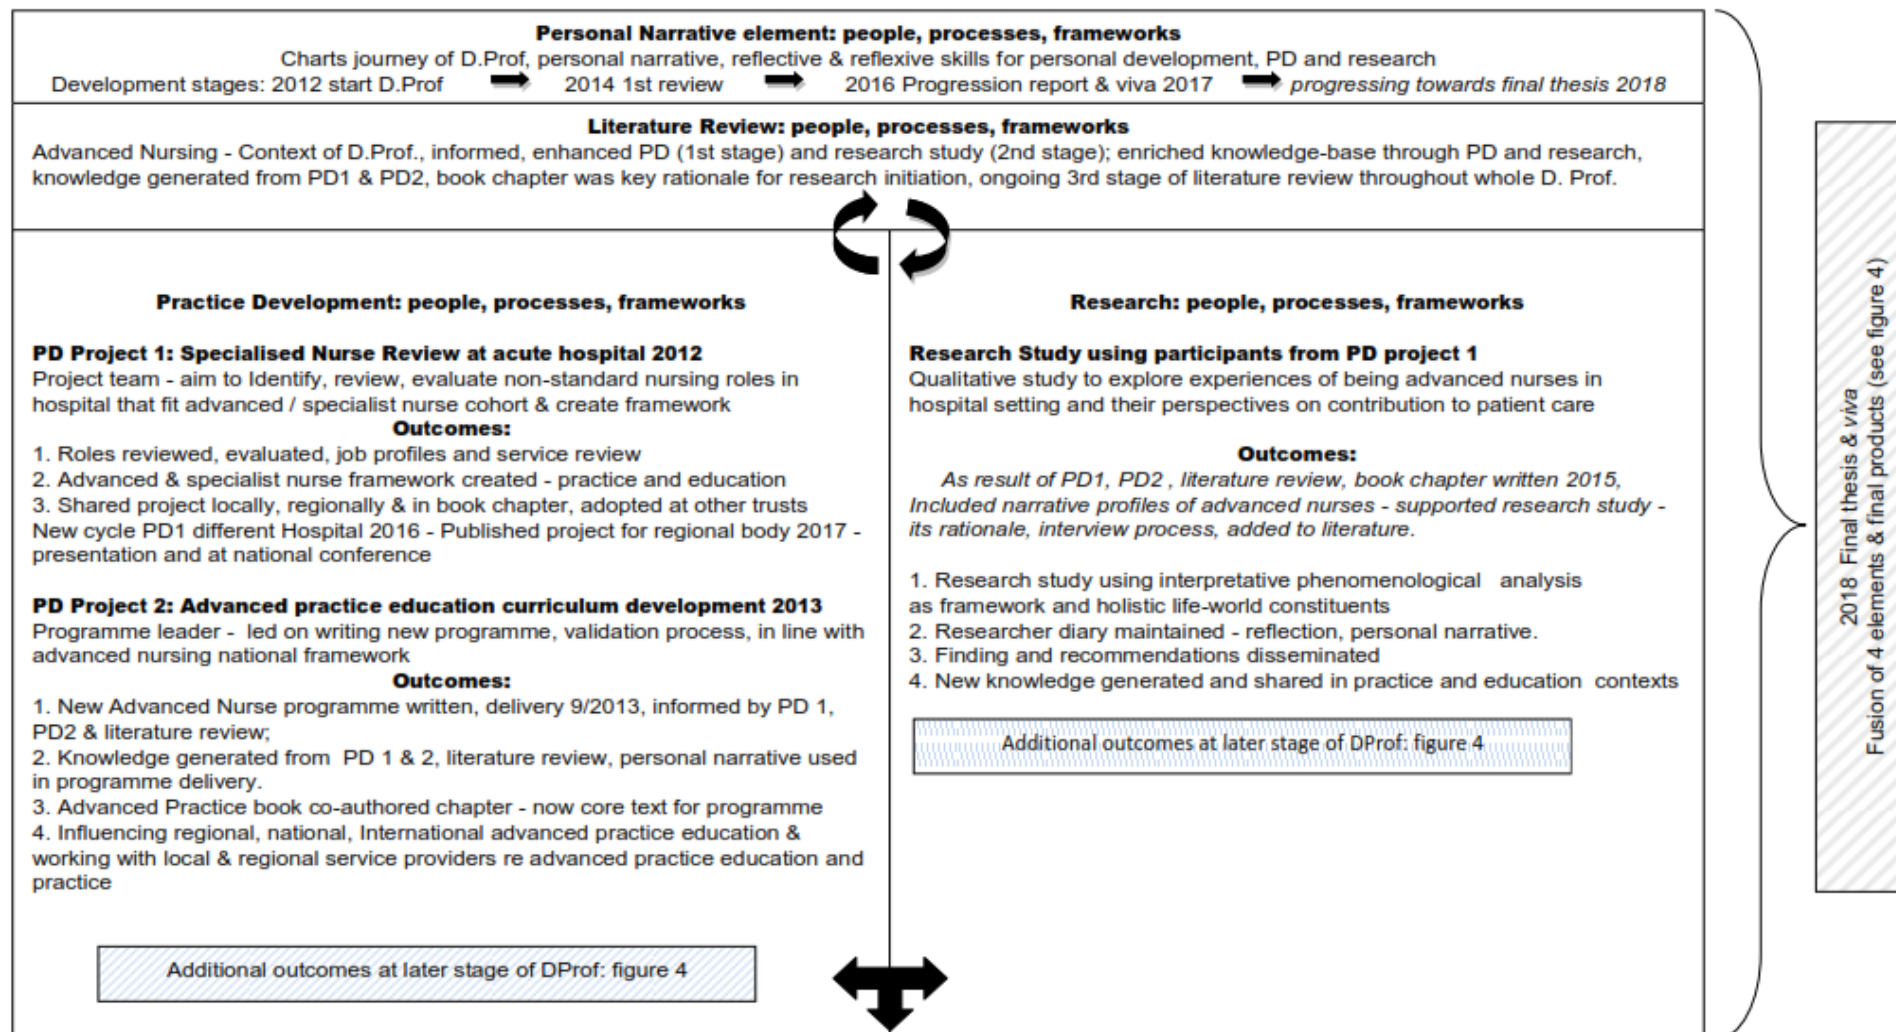 Personal Narrative element: people, processes, frameworks
Charts journey of D.Prof, personal narrative, reflective & reflexive skills for personal development, PD and research
Development stages: 2012 start D.Prof 2014 1st review 2016 Progression report & viva 2017 progressing towards final thesis 2018
Literature Review: people, processes, frameworks
Advanced Nursing - Context of D.Prof., informed, enhanced PD (1st stage) and research study (2nd stage); enriched knowledge-base through PD and research,
knowledge generated from PD1 & PD2, book chapter was key rationale for research initiation, ongoing 3rd stage of literature review throughout whole D. Prof.
Practice Development: people, processes, frameworks
PD Project 1: Specialised Nurse Review at acute hospital 2012
Project team - aim to Identify, review, evaluate non-standard nursing roles in
hospital that fit advanced / specialist nurse cohort & create framework
Outcomes:
1. Roles reviewed, evaluated, job profiles and service review
2. Advanced & specialist nurse framework created - practice and education
3. Shared project locally, regionally & in book chapter, adopted at other trusts
New cycle PD1 different Hospital 2016 - Published project for regional body 2017 -
presentation and at national conference
PD Project 2: Advanced practice education curriculum development 2013
Programme leader - led on writing new programme, validation process, in line with
advanced nursing national framework
Outcomes:
1. New Advanced Nurse programme written, delivery 9/2013, informed by PD 1,
PD2 & literature review;
2. Knowledge generated from PD 1 & 2, literature review, personal narrative used
in programme delivery.
3. Advanced Practice book co-authored chapter - now core text for programme
4. Influencing regional, national, International advanced practice education &
working with local & regional service providers re advanced practice education and
practice
Additional outcomes at later stage of DProf: figure 4
Research: people, processes, frameworks
Research Study using participants from PD project 1
Qualitative study to explore experiences of being advanced nurses in
hospital setting and their perspectives on contribution to patient care
Outcomes:
As result of PD1, PD2 , literature review, book chapter written 2015,
Included narrative profiles of advanced nurses - supported research study -
its rationale, interview process, added to literature.
1. Research study using interpretative phenomenological analysis
as framework and holistic life-world constituents
2. Researcher diary maintained - reflection, personal narrative.
3. Finding and recommendations disseminated
4. New knowledge generated and shared in practice and education contexts
Additional outcomes at later stage of DProf: figure 4
2018 Final thesis & viva
Fusion of 4 elements & final products (see figure 4)